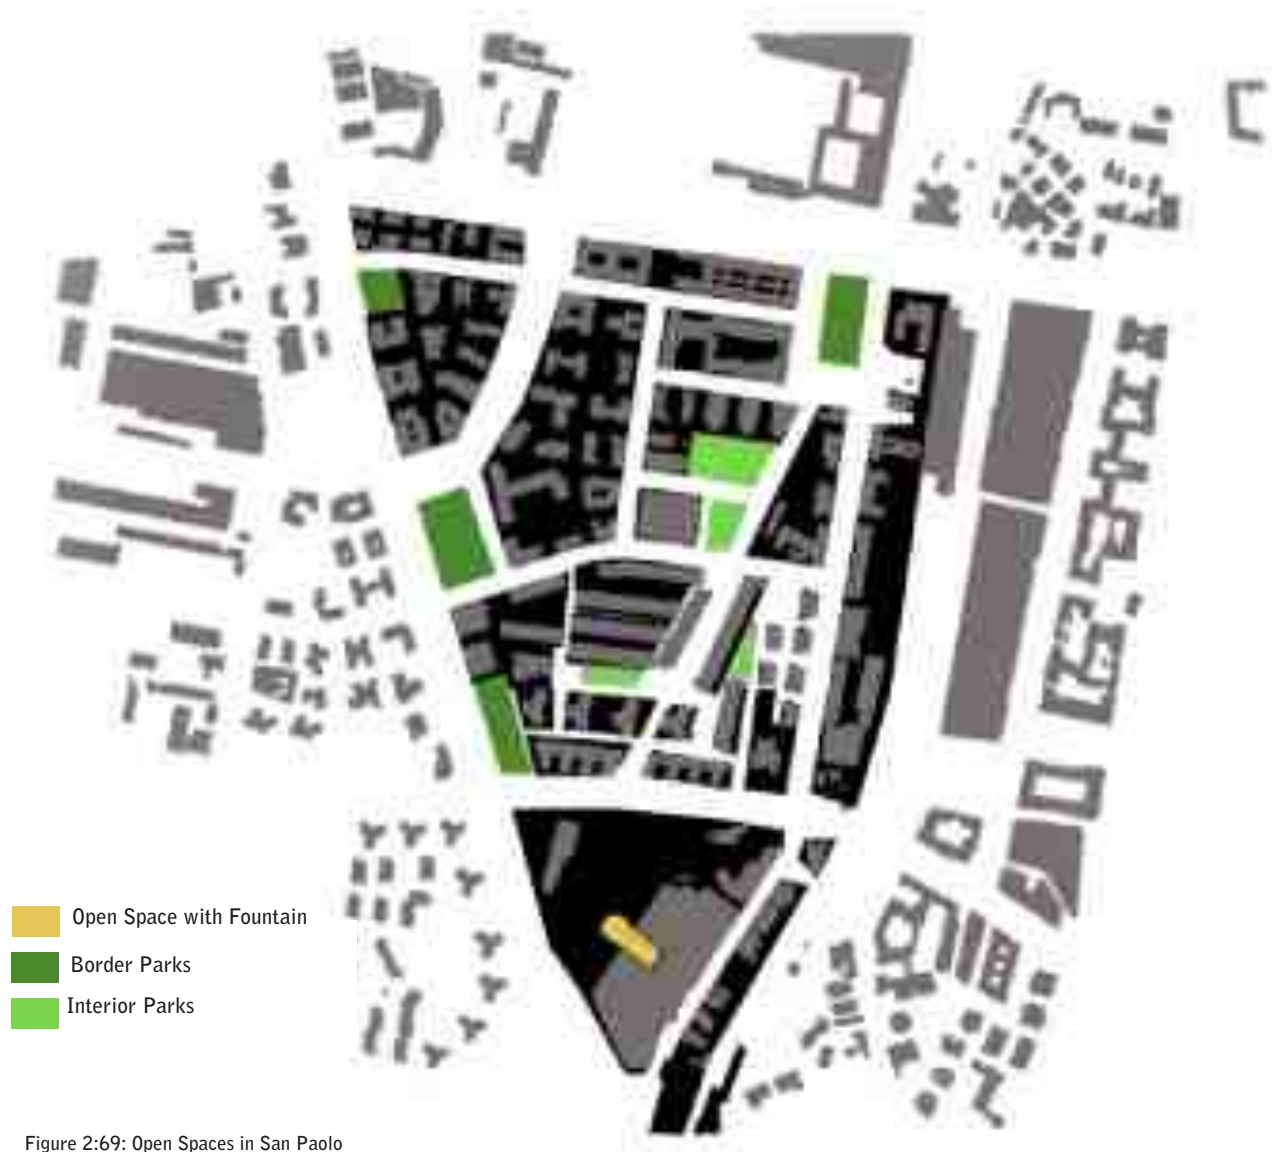 Open Space with Fountain
Border Parks
Interior Parks
Figure 2:69: Open Spaces in San Paolo